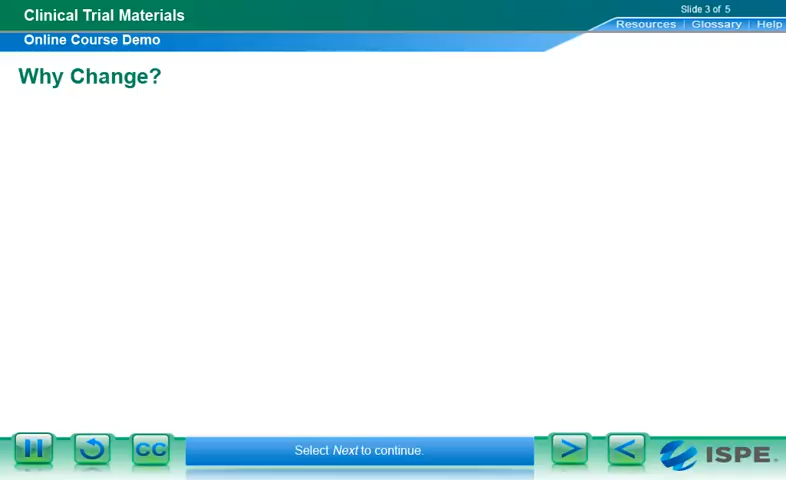 Clinical Trial Materials
Slide 3 of 5
Resources | Glossary | Help
Online Course Demo
Why Change?
CC
Select Next to continue.
> <
ISPE